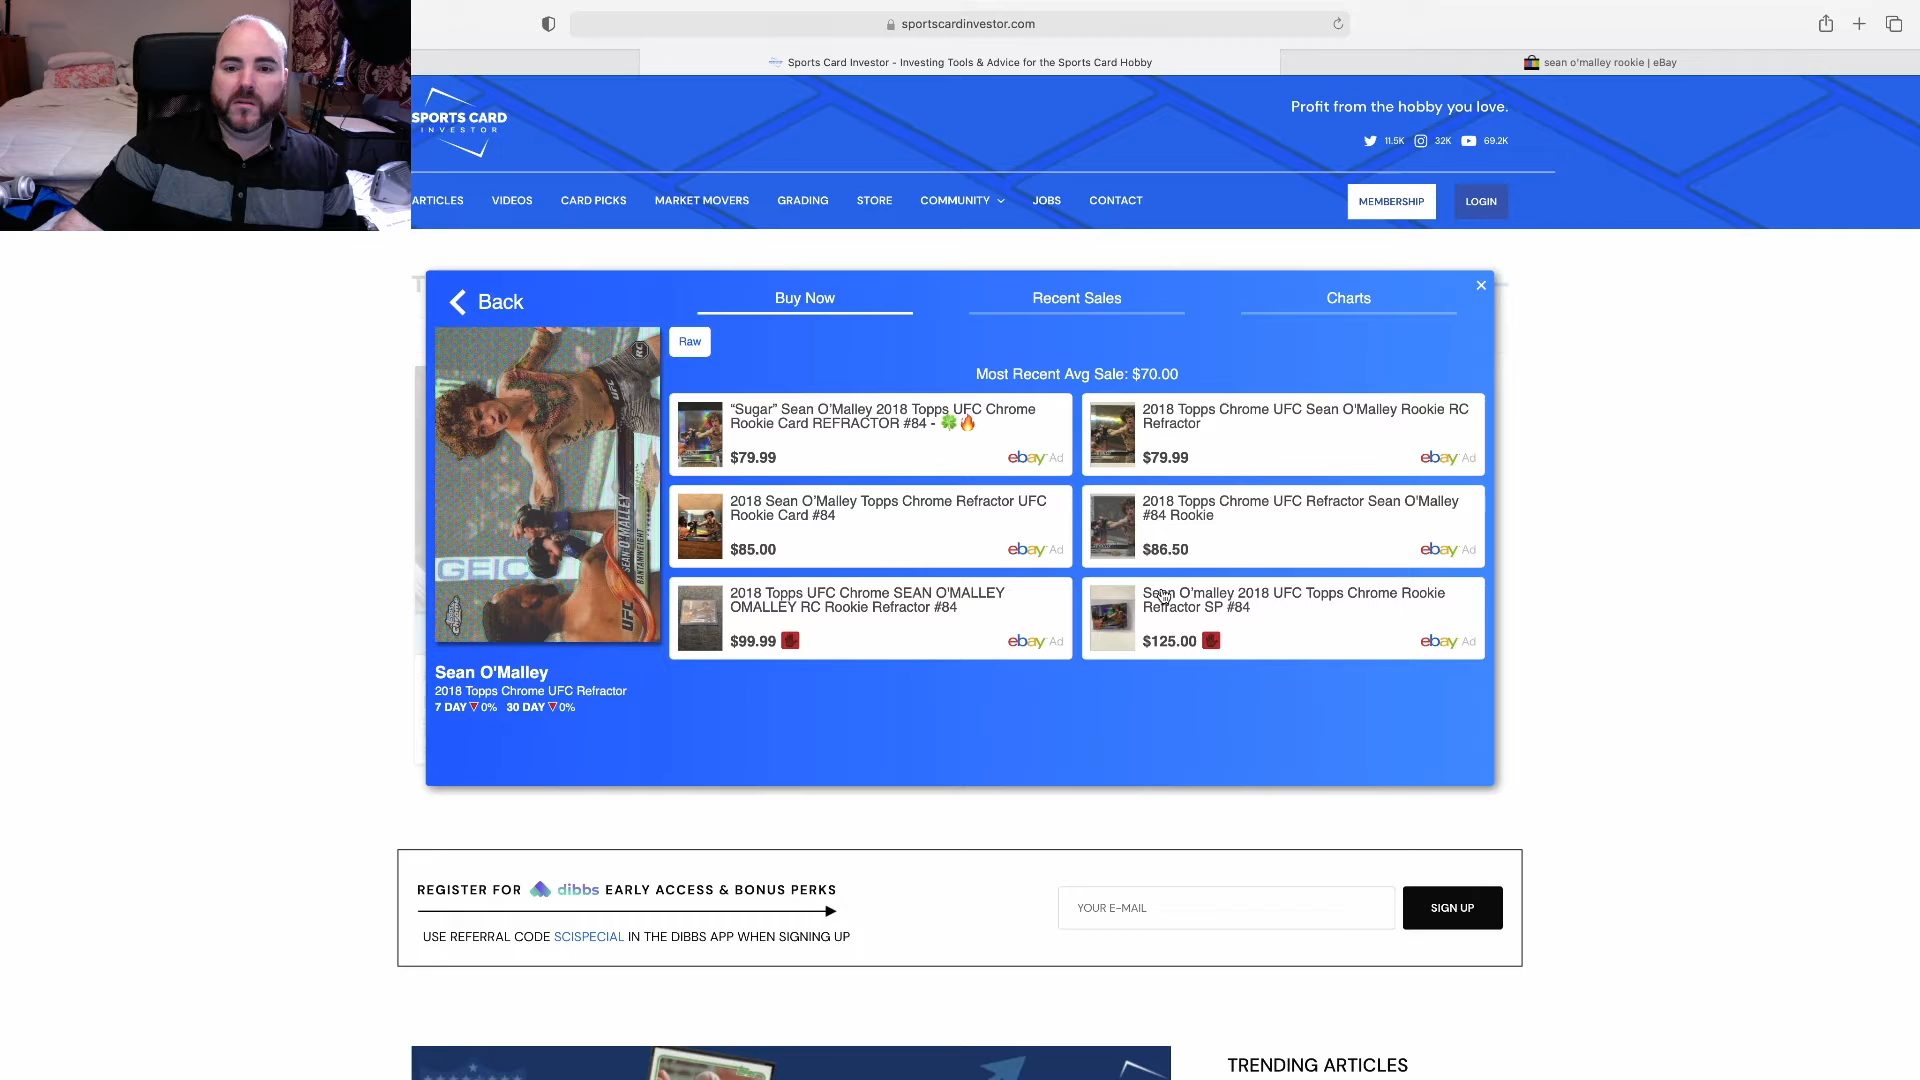 sportscardinvestor.com
Sports Card Investor - Investing Tools & Advice for the Sports Card Hobby
sean o'malley rookie | eBay
SPORTS CARD
INVESTOR
Profit from the hobby you love.
11.5K 32K 69.2K
ARTICLES VIDEOS CARD PICKS MARKET MOVERS GRADING STORE COMMUNITY JOBS CONTACT
MEMBERSHIP LOGIN
Back
Buy Now Recent Sales Charts
Raw
Most Recent Avg Sale: $70.00
“Sugar” Sean O’Malley 2018 Topps UFC Chrome
Rookie Card REFRACTOR #84 - 🍀🔥
$79.99
ebay Ad
2018 Topps Chrome UFC Sean O'Malley Rookie RC
Refractor
$79.99
ebay Ad
2018 Sean O’Malley Topps Chrome Refractor UFC
Rookie Card #84
$85.00
ebay Ad
2018 Topps Chrome UFC Refractor Sean O'Malley
#84 Rookie
$86.50
ebay Ad
2018 Topps UFC Chrome SEAN O'MALLEY
OMALLEY RC Rookie Refractor #84
$99.99
ebay Ad
Sean O’malley 2018 UFC Topps Chrome Rookie
Refractor SP #84
$125.00
ebay Ad
RC
UFC
GEIC
SEAN O'MALLEY
BANTAMWEIGHT
UFC
Sean O'Malley
2018 Topps Chrome UFC Refractor
7 DAY ▼0% 30 DAY ▼0%
REGISTER FOR dibbs EARLY ACCESS & BONUS PERKS
USE REFERRAL CODE SCISPECIAL IN THE DIBBS APP WHEN SIGNING UP
YOUR E-MAIL
SIGN UP
TRENDING ARTICLES